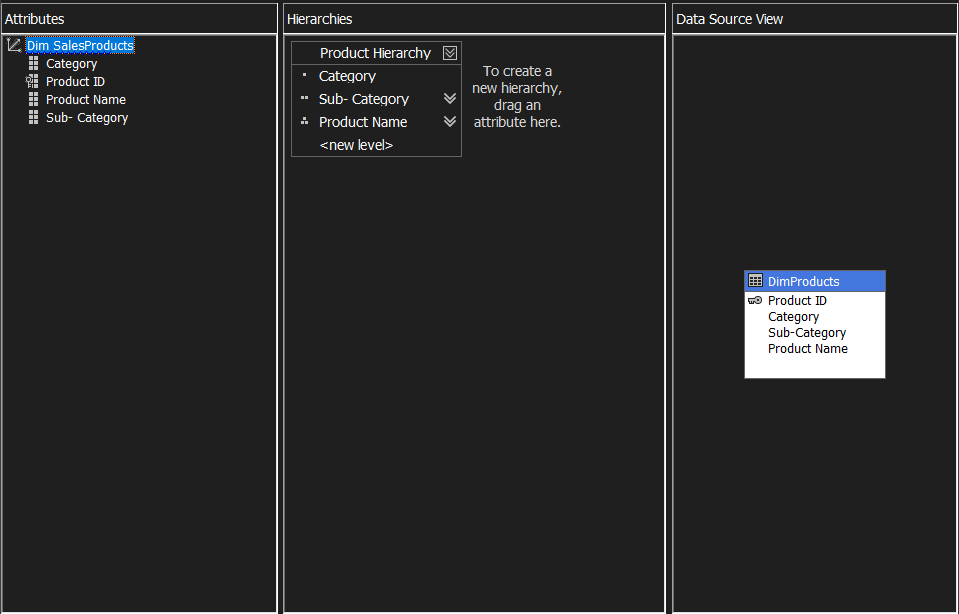 Attributes
Dim SalesProducts
Category
Product ID
Product Name
Sub- Category
Hierarchies
Product Hierarchy
Category
Sub- Category
Product Name
<new level>
To create a
new hierarchy,
drag an
attribute here.
Data Source View
DimProducts
Product ID
Category
Sub-Category
Product Name